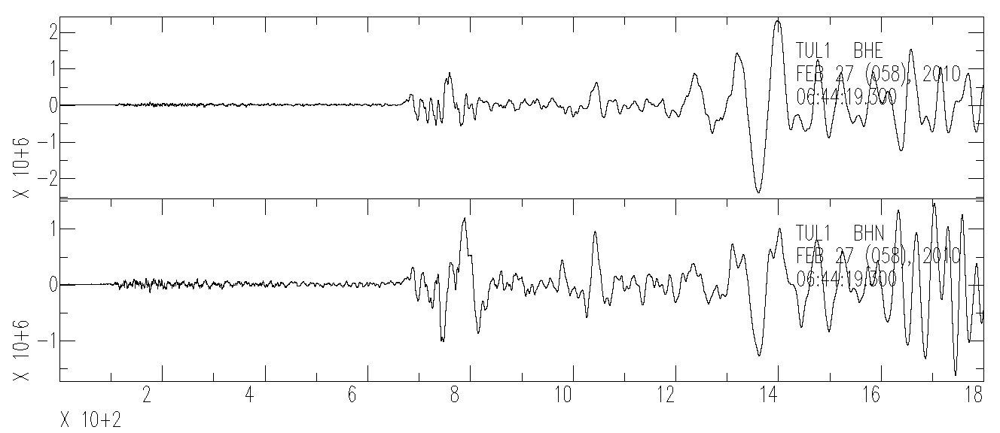 2
1
0
-1
-2
X 10+6
TUL1 BHE
FEB 27 (058), 2010
06:44:19.300
1
0
-1
X 10+6
TUL1 BHN
FEB 27 (058), 2010
06:44:19.300
2 4 6 8 10 12 14 16 18
X 10+2